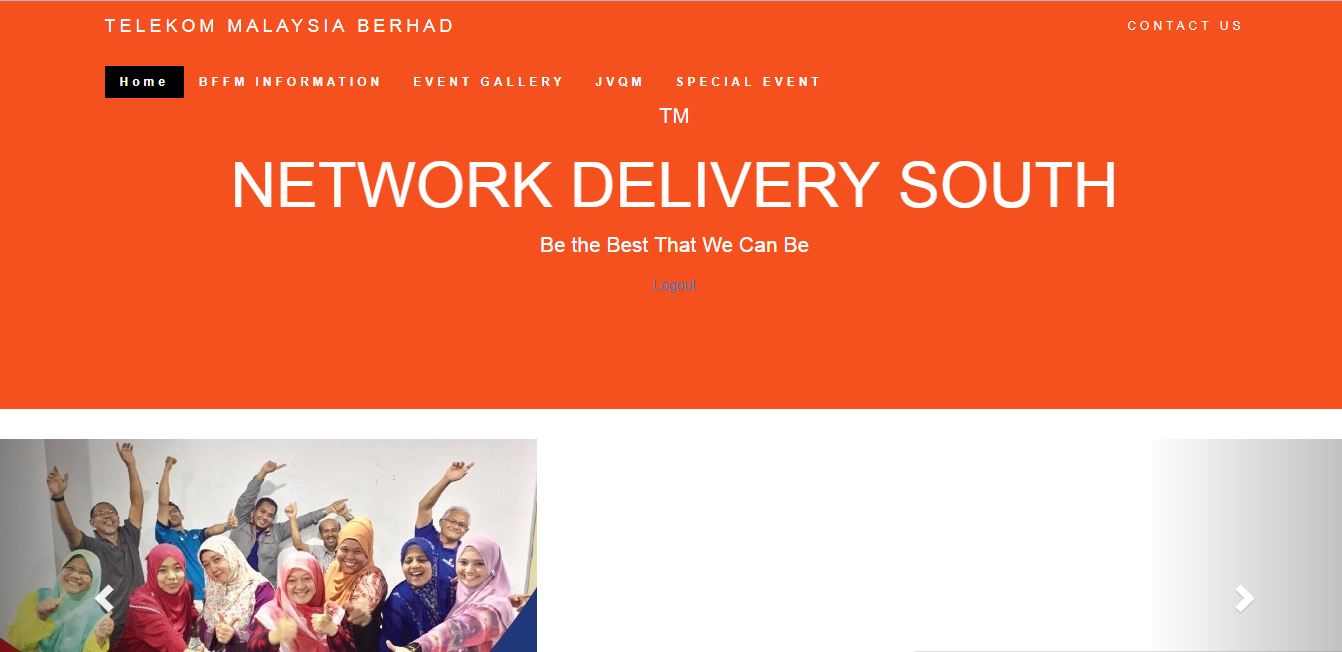 TELEKOM MALAYSIA BERHAD
CONTACT US
Home BFFM INFORMATION EVENT GALLERY JVQM SPECIAL EVENT
TM
NETWORK DELIVERY SOUTH
Be the Best That We Can Be
Logout